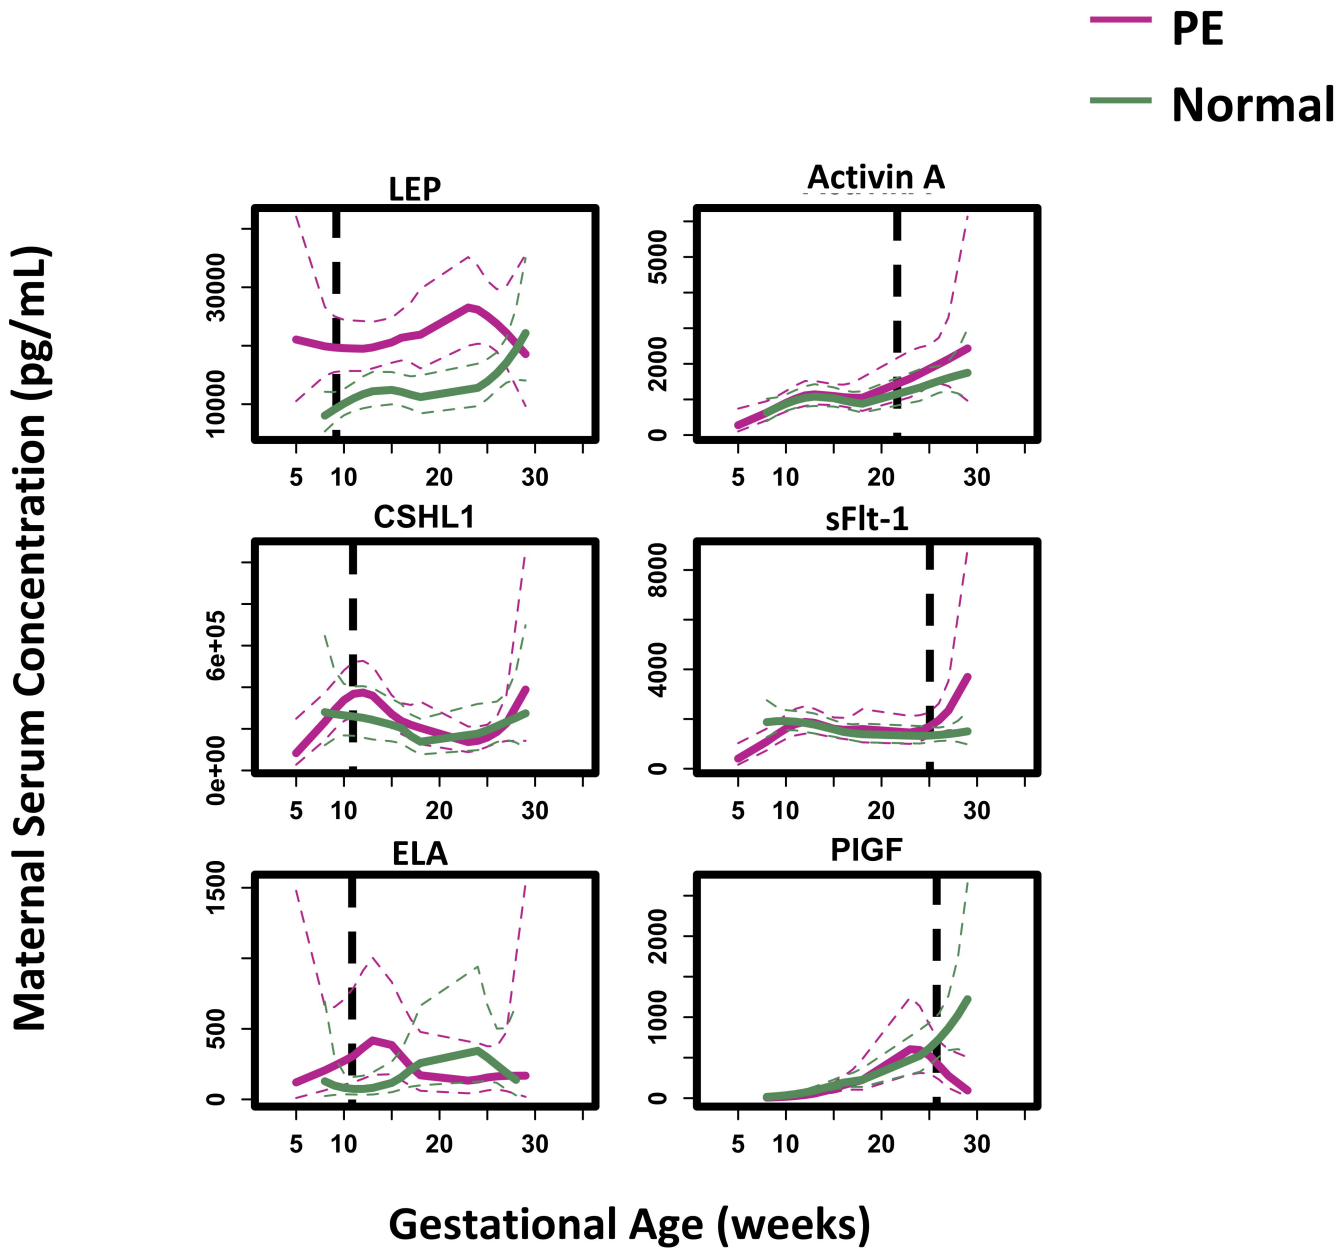 PE
Normal
Maternal Serum Concentration (pg/mL)
LEP
10000 30000
5 10 20 30
Activin A
0 2000 5000
5 10 20 30
CSHL1
0e+00 6e+05
5 10 20 30
sFlt-1
0 4000 8000
5 10 20 30
ELA
0 500 1500
5 10 20 30
PIGF
0 1000 2000
5 10 20 30
Gestational Age (weeks)